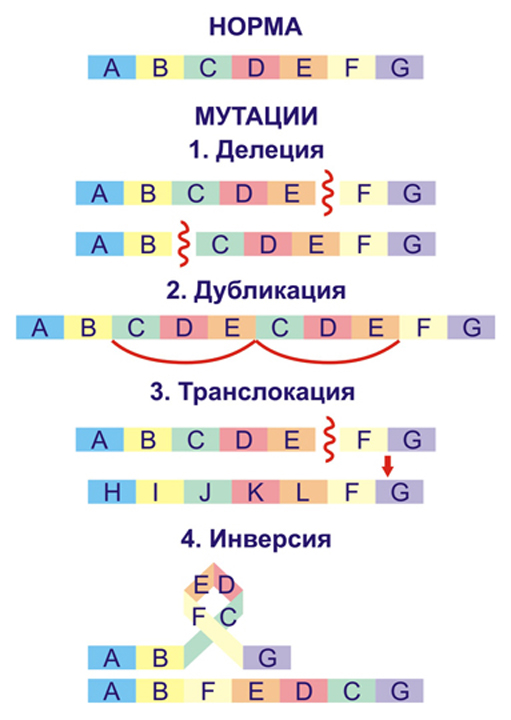 НОРМА
A B C D E F G
МУТАЦИИ
1. Делеция
A B C D E F G
A B C D E F G
2. Дубликация
A B C D E C D E F G
3. Транслокация
A B C D E F G
H I J K L F G
4. Инверсия
E D
F C
A B G
A B F E D C G